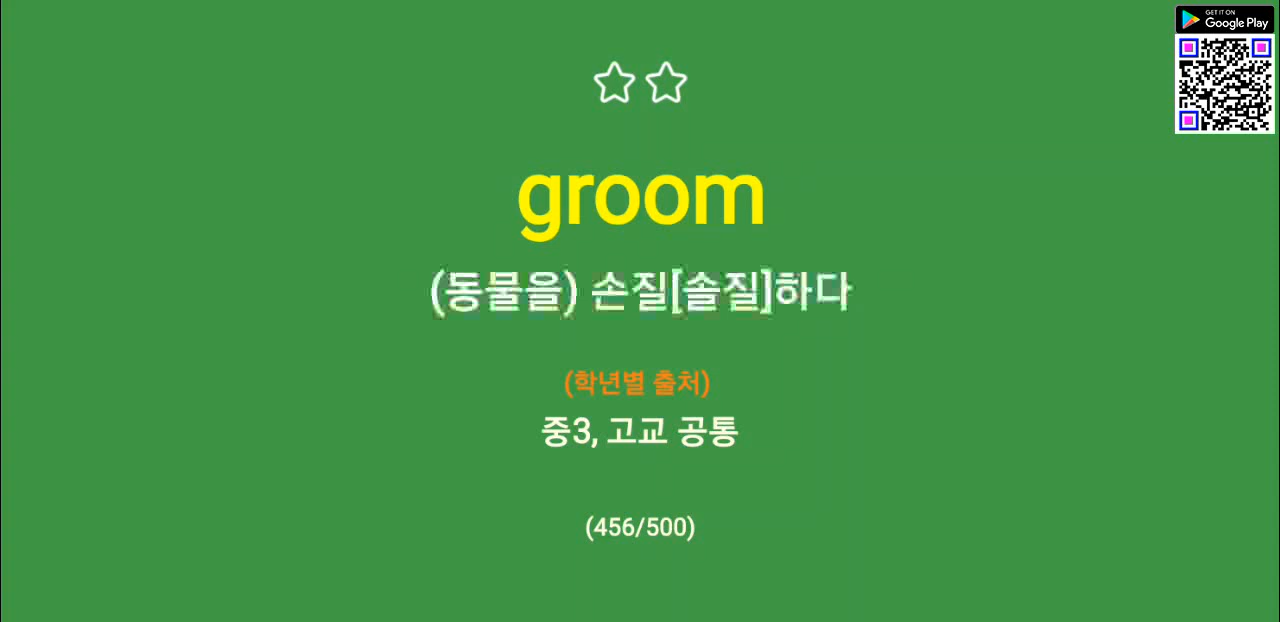 GET IT ON
Google Play
groom
(동물을) 손질[솔질]하다
(학년별 출처)
중3, 고교 공통
(456/500)